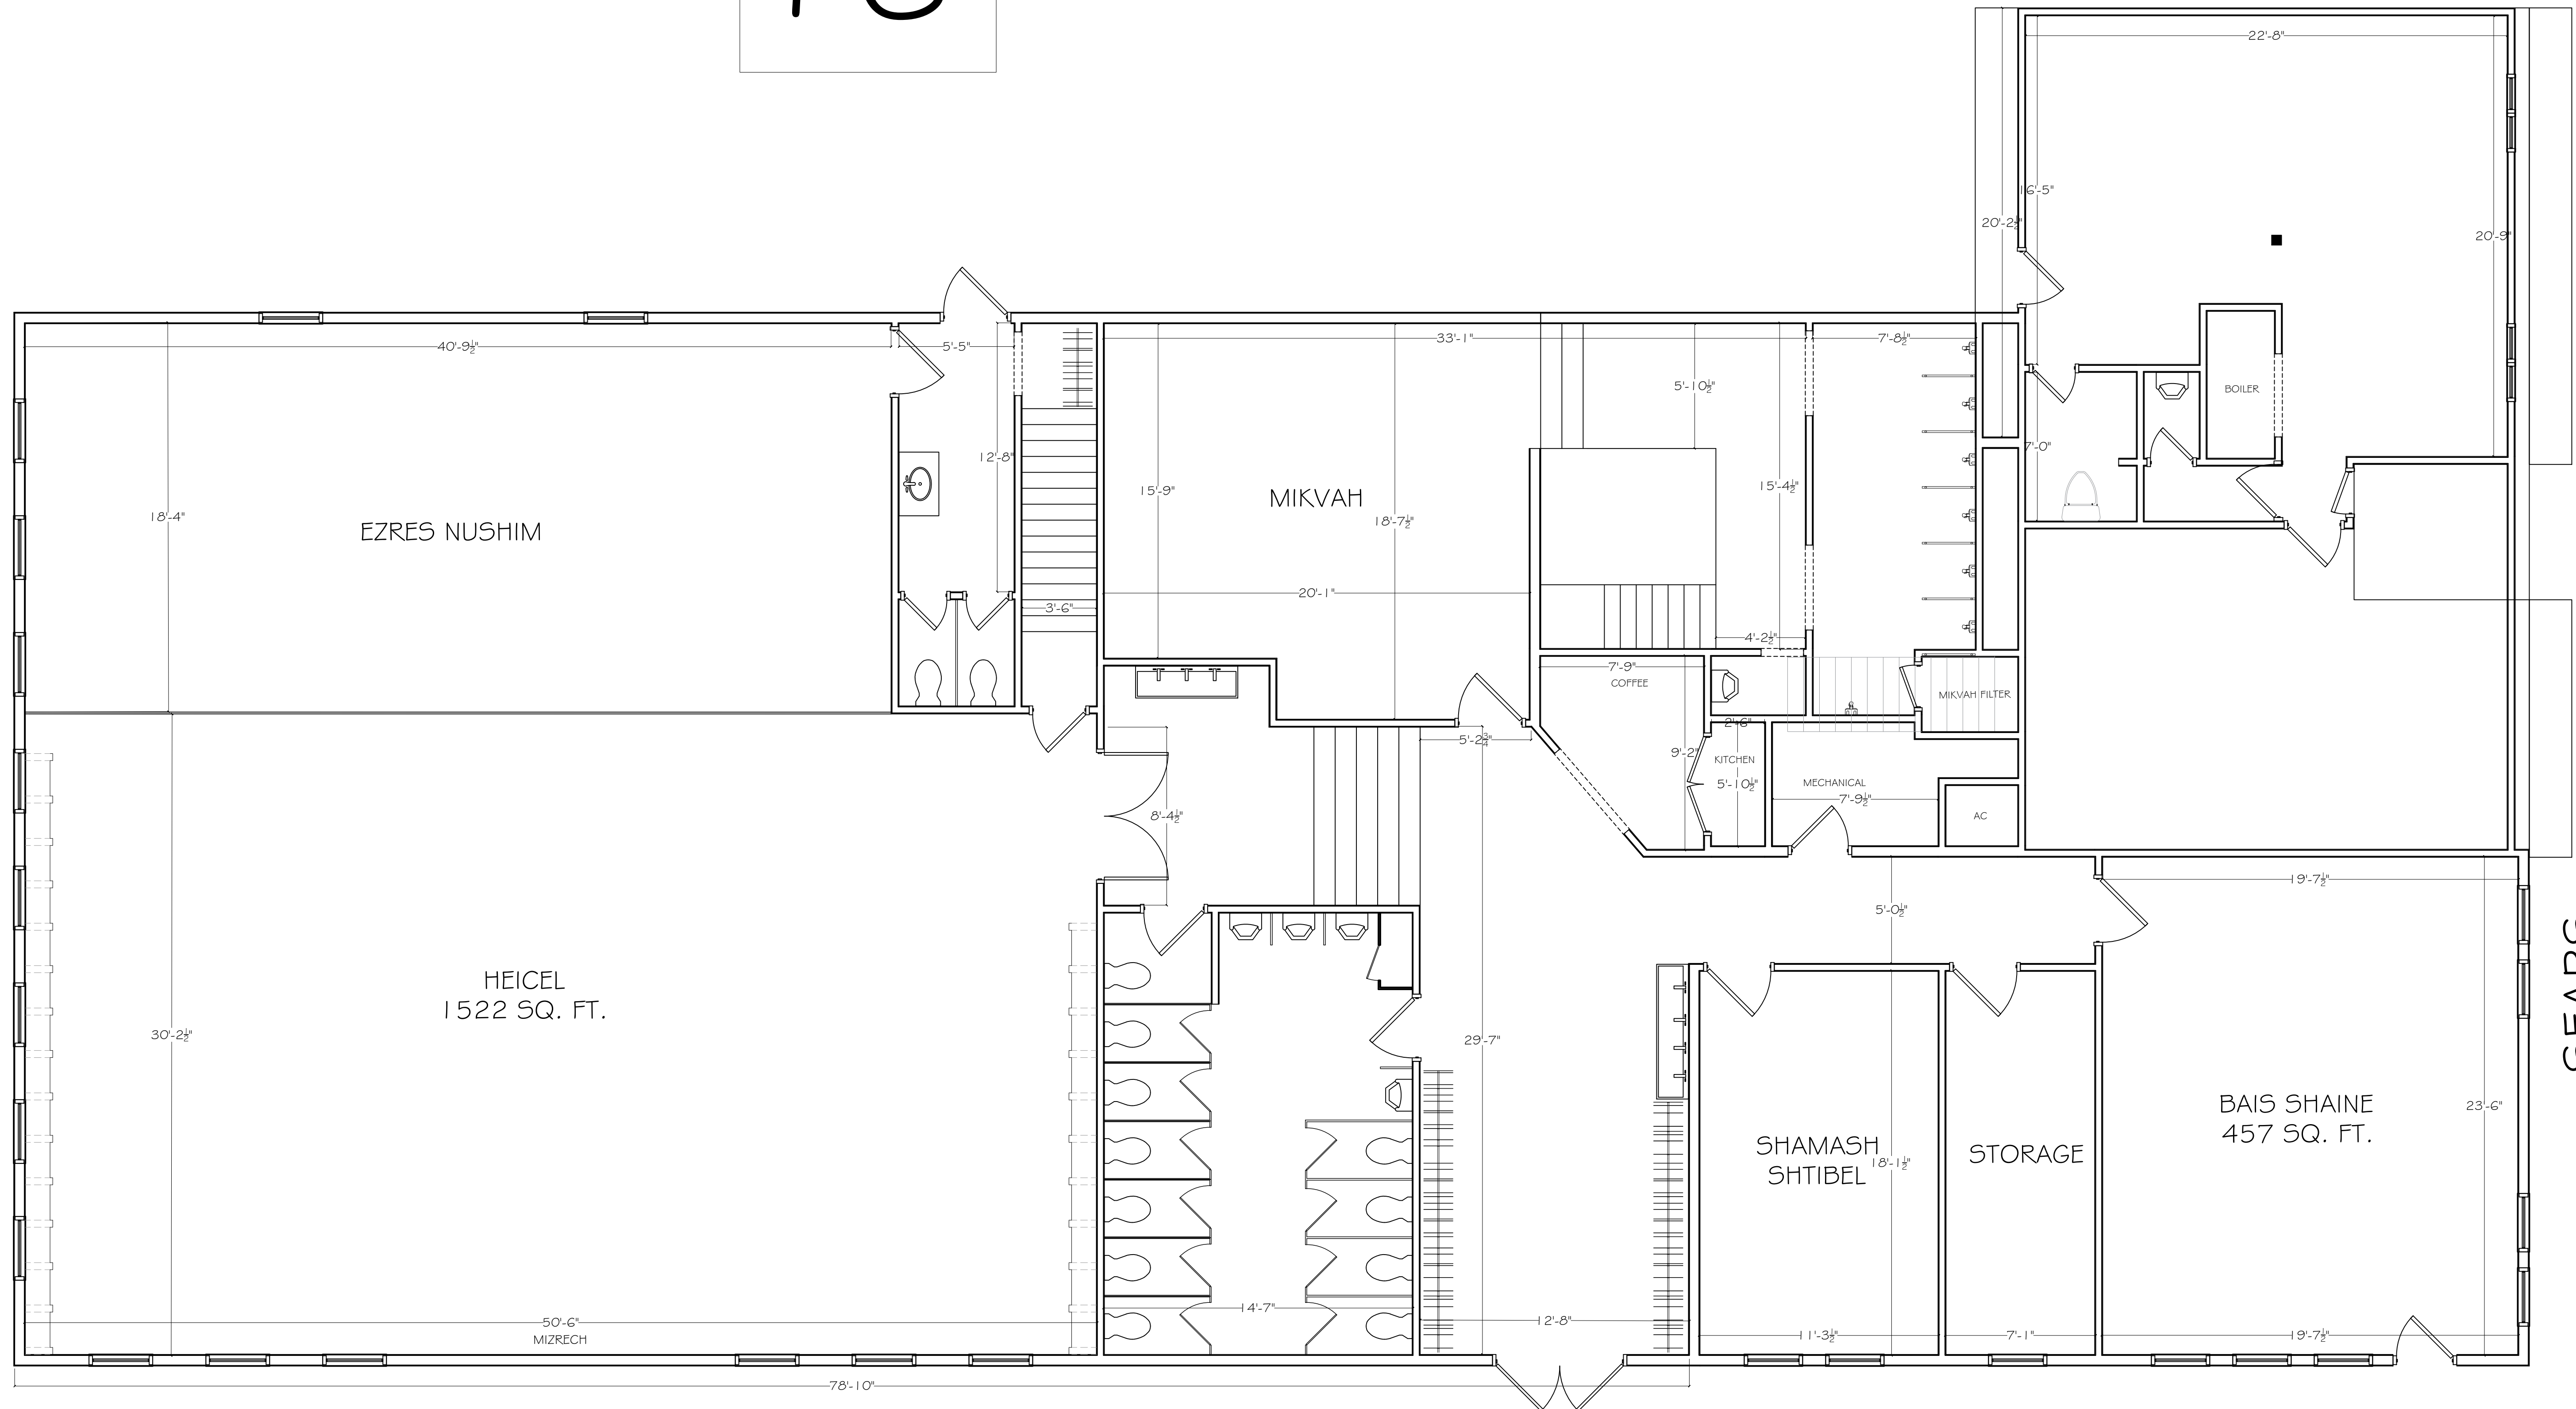 22'-8"
16'-5"
20'-2½"
20'-9"
40'-9½"
5'-5"
33'-1"
7'-8½"
5'-10½"
BOILER
7'-0"
12'-8"
15'-9"
MIKVAH
18'-7½"
15'-4½"
18'-4"
EZRES NUSHIM
20'-1"
3'-6"
4'-2½"
7'-9"
COFFEE
MIKVAH FILTER
2'-6"
5'-2¾"
9'-2"
KITCHEN
5'-10½"
MECHANICAL
7'-9½"
8'-4½"
AC
19'-7½"
5'-0½"
HEICEL
1522 SQ. FT.
30'-2½"
29'-7"
BAIS SHAINE
457 SQ. FT.
23'-6"
SHAMASH
SHTIBEL
18'-1½"
STORAGE
14'-7"
50'-6"
MIZRECH
12'-8"
11'-3½"
7'-1"
19'-7½"
78'-10"